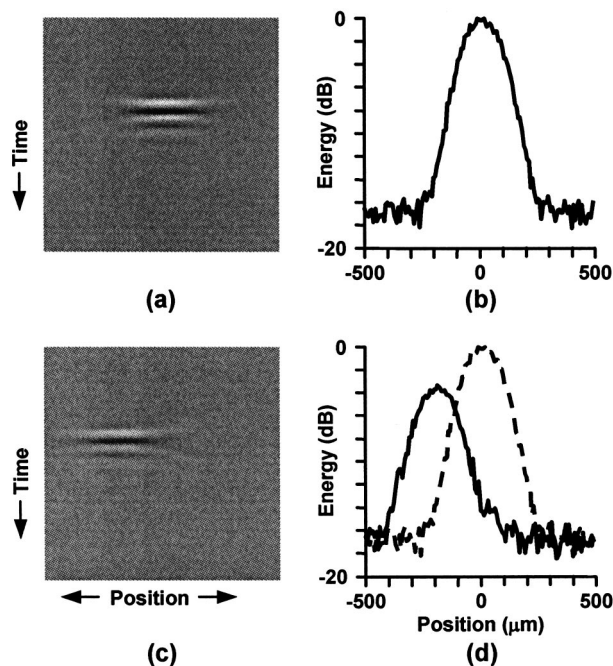 Time
(a)
0
Energy (dB)
-20
-500
0
500
(b)
Time
Position
(c)
0
Energy (dB)
-20
-500
0
500
Position (μm)
(d)